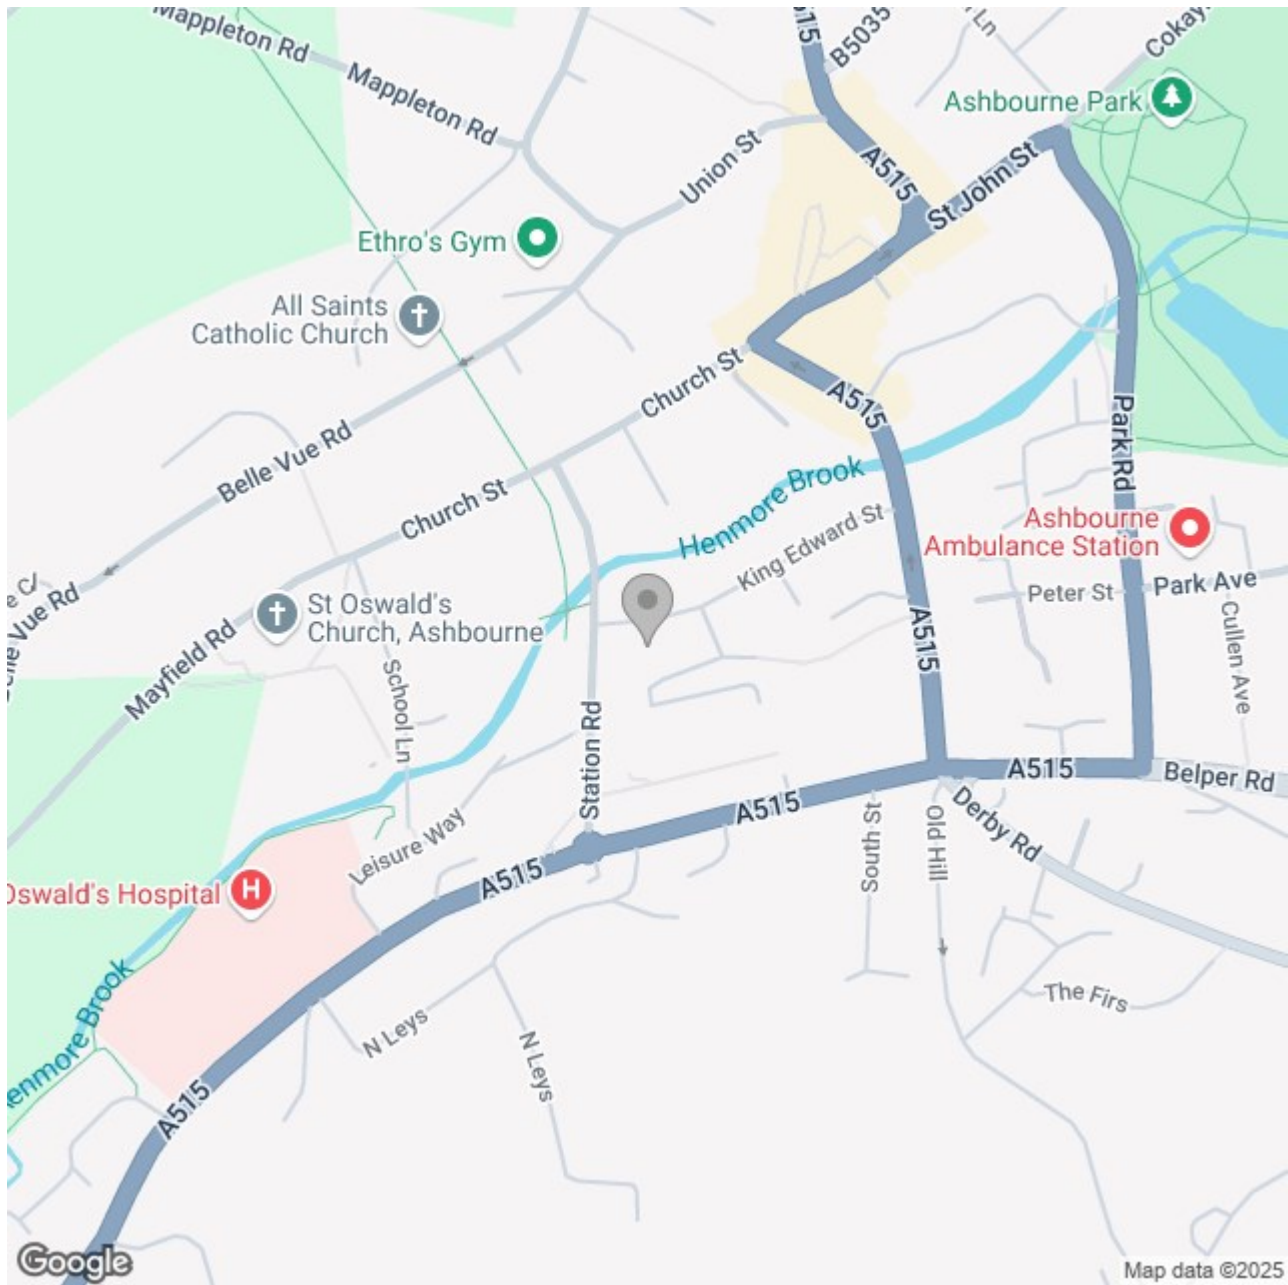 Mappleton Rd
Mappleton Rd
A515
B5035
Ln
Cokay
Ashbourne Park
Union St
A515
St John St
Ethro's Gym
All Saints
Catholic Church
Church St
A515
Park Rd
Belle Vue Rd
Church St
Henmore Brook
King Edward St
Ashbourne
Ambulance Station
Peter St
Park Ave
Cullen Ave
Vue Rd
St Oswald's
Church, Ashbourne
Mayfield Rd
School Ln
Station Rd
A515
A515
A515
Belper Rd
Derby Rd
South St
Old Hill
Leisure Way
A515
Oswald's Hospital
H
Henmore Brook
N Leys
N Leys
The Firs
A515
Google
Map data ©2025